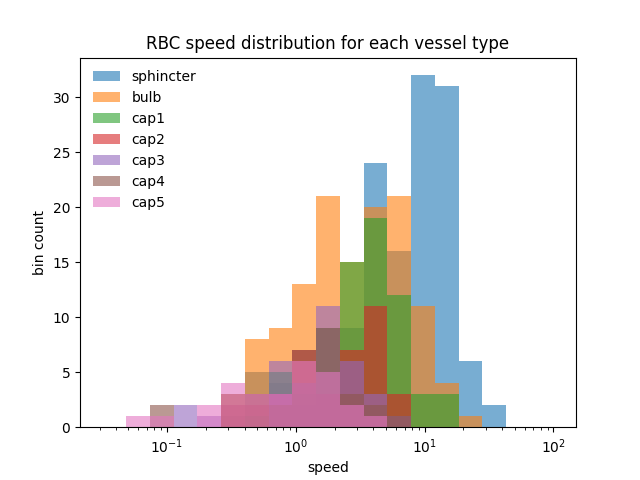 RBC speed distribution for each vessel type
sphincter
bulb
cap1
cap2
cap3
cap4
cap5
bin count
30
25
20
15
10
5
0
10⁻¹ 10⁰ 10¹ 10²
speed